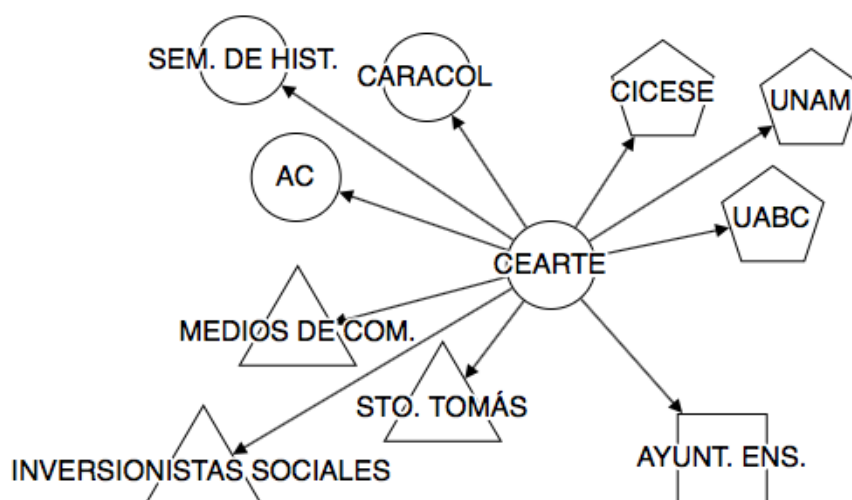 SEM. DE HIST.
CARACOL
CICESE
UNAM
AC
UABC
CEARTE
MEDIOS DE COM.
STO. TOMÁS
INVERSIONISTAS SOCIALES
AYUNT. ENS.